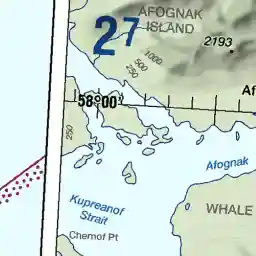 AFOGNAK
ISLAND
27
2193
1000
500
250
58°00'
Af
250
Afognak
Kupreanof
Strait
WHALE
Chernof Pt